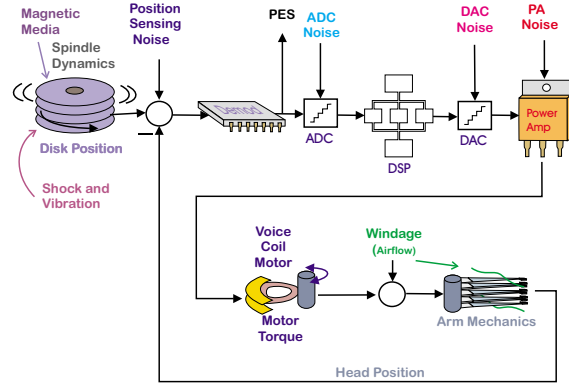 Magnetic
Media
Spindle
Dynamics
Position
Sensing
Noise
PES
ADC
Noise
DAC
Noise
PA
Noise
Demod
ADC
DSP
DAC
Power
Amp
Disk Position
Shock and
Vibration
Voice
Coil
Motor
Windage
(Airflow)
Motor
Torque
Arm Mechanics
Head Position